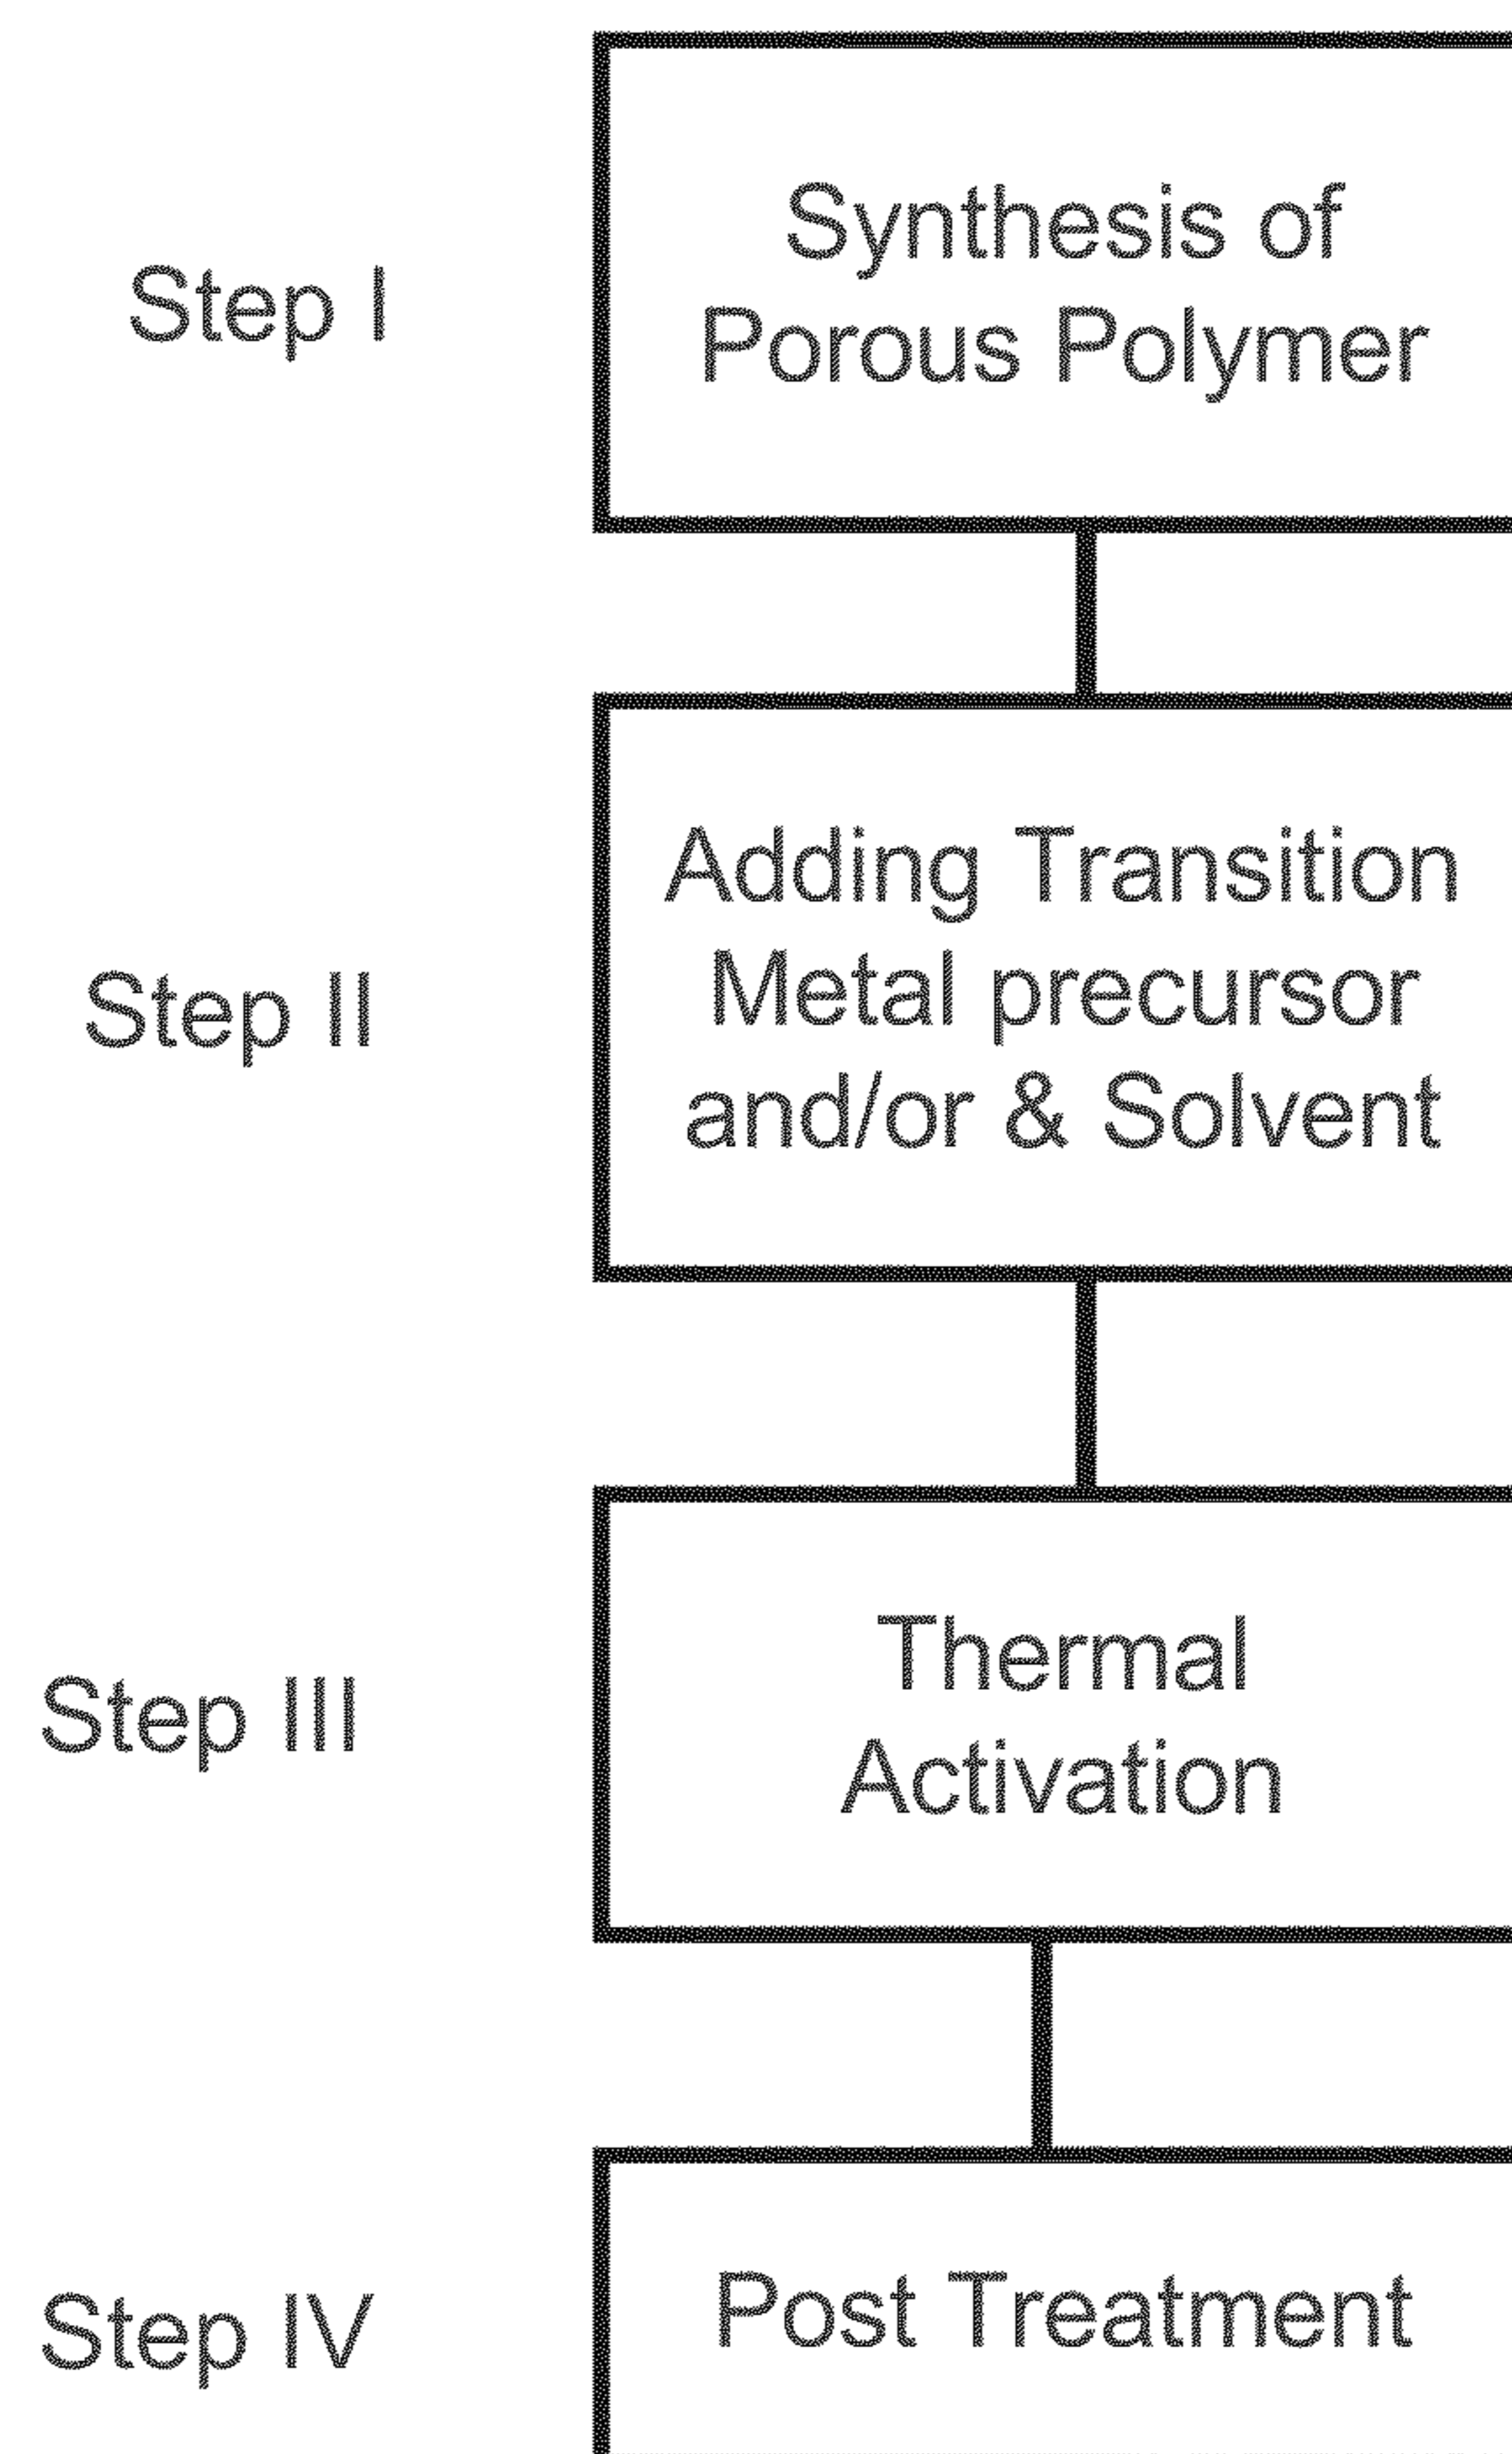 Step I
Synthesis of
Porous Polymer
Step II
Adding Transition
Metal precursor
and/or & Solvent
Step III
Thermal
Activation
Step IV
Post Treatment